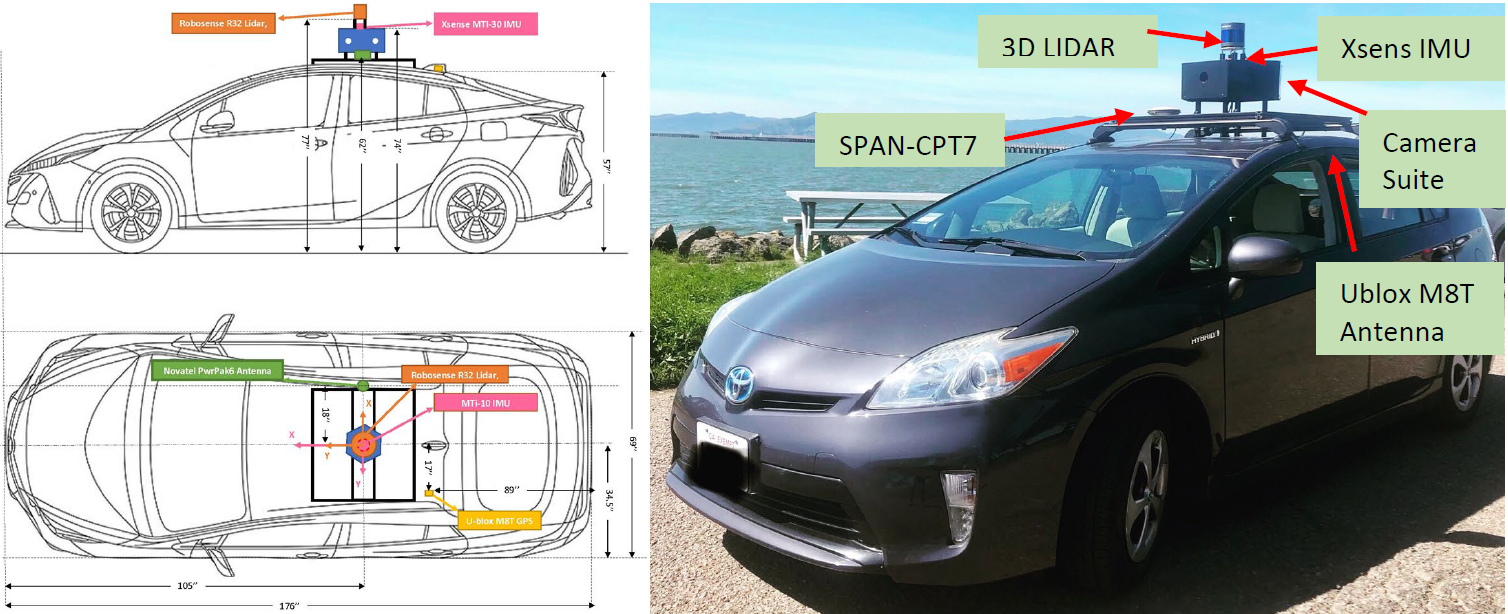 Robosense R32 Lidar,
Xsense MTI-30 IMU
77"
62"
74"
57"
Novatel PwrPak6 Antenna
Robosense R32 Lidar,
MTi-10 IMU
18"
X
X
Y
Y
17"
89"
69"
34.5"
U-blox M8T GPS
105"
176"
3D LIDAR
Xsens IMU
SPAN-CPT7
Camera
Suite
Ublox M8T
Antenna
HYBRID
CA EXEMPT